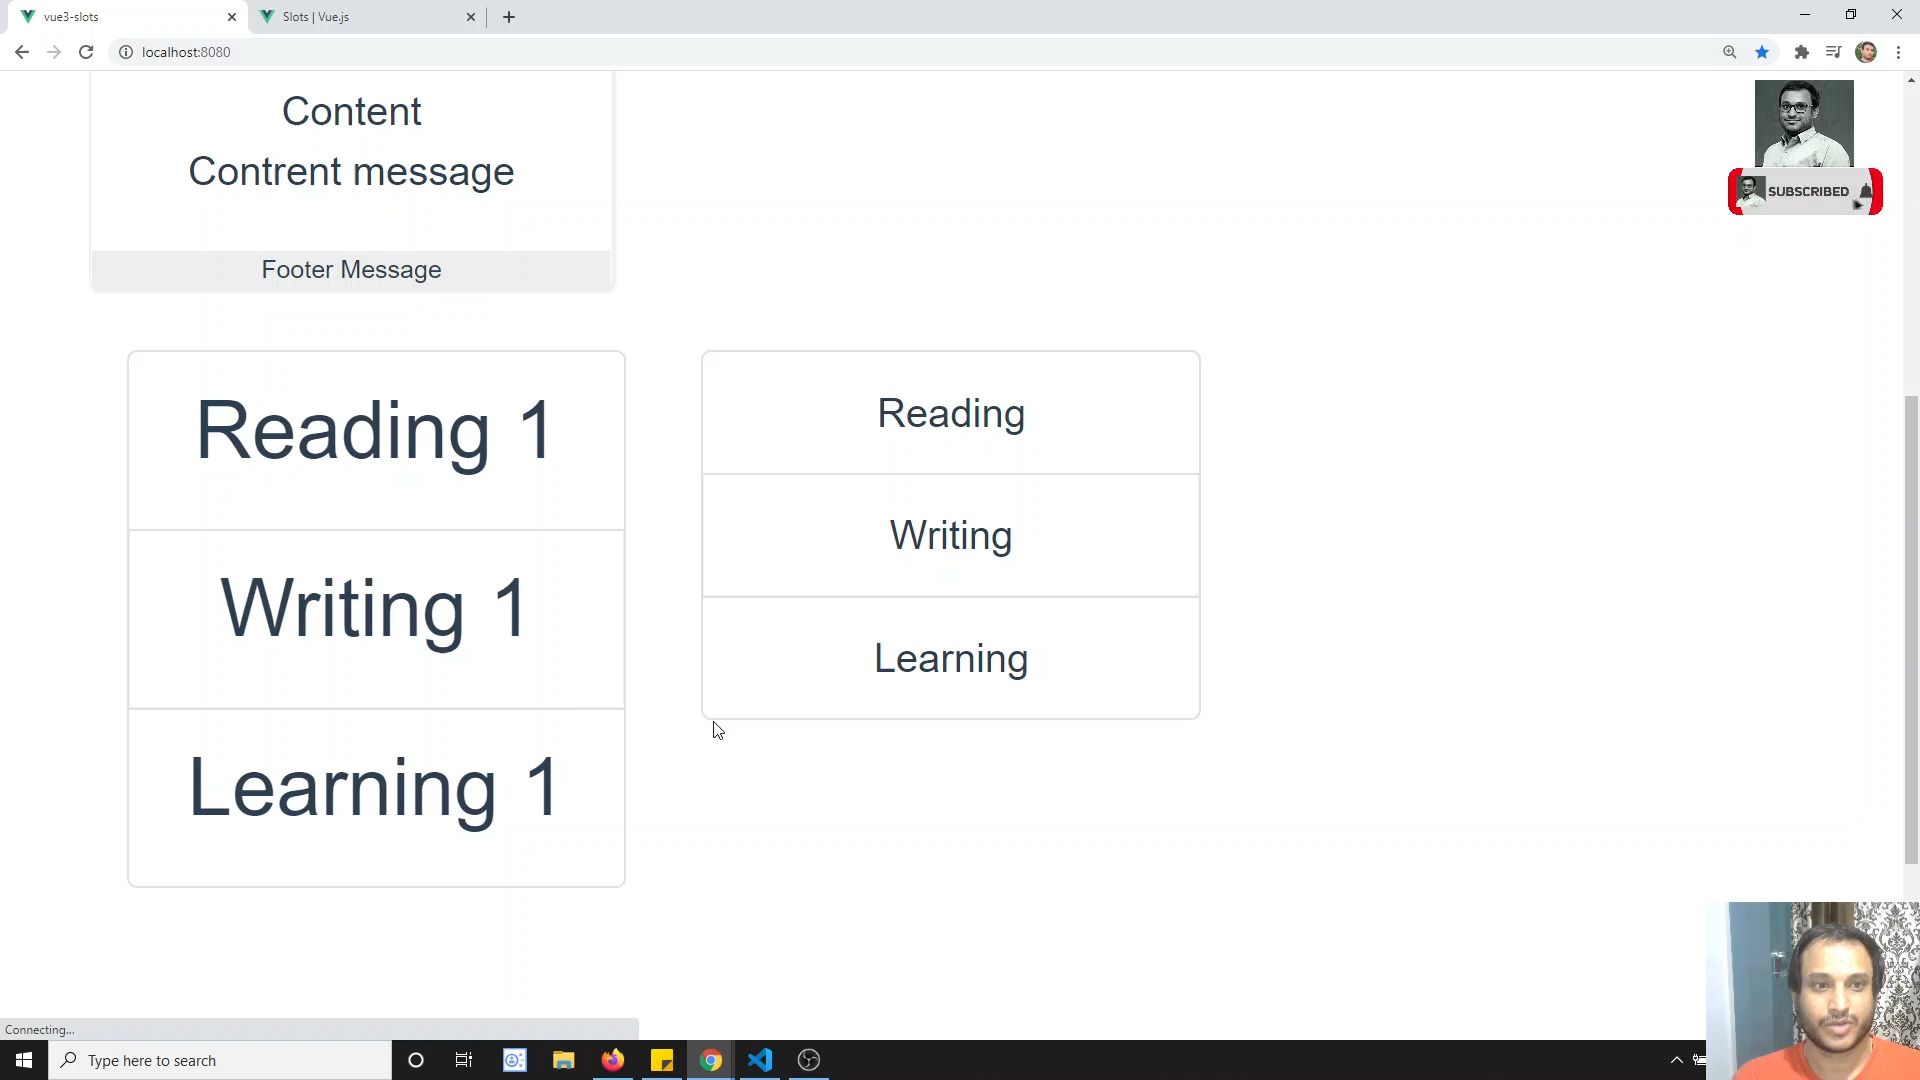 vue3-slots
Slots | Vue.js
localhost:8080
Content
Contrent message
Footer Message
SUBSCRIBED
Reading 1
Writing 1
Learning 1
Reading
Writing
Learning
Connecting...
Type here to search